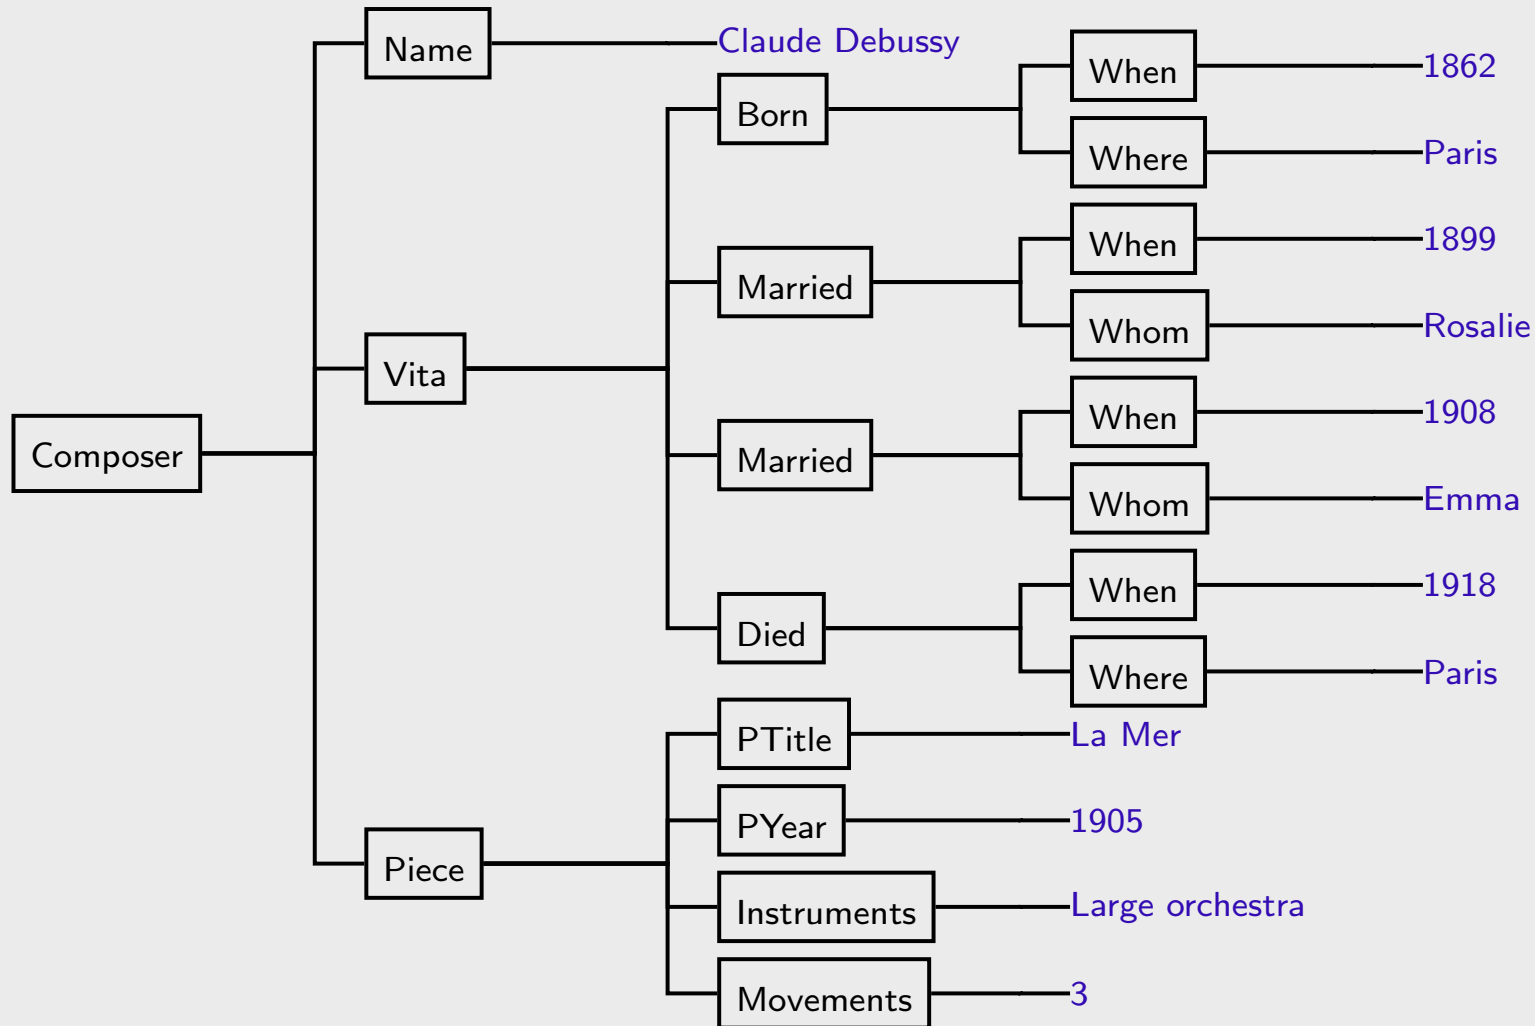 Name
Claude Debussy
Born
When
1862
Where
Paris
Married
When
1899
Whom
Rosalie
Vita
Composer
Married
When
1908
Whom
Emma
Died
When
1918
Where
Paris
PTitle
La Mer
PYear
1905
Piece
Instruments
Large orchestra
Movements
3